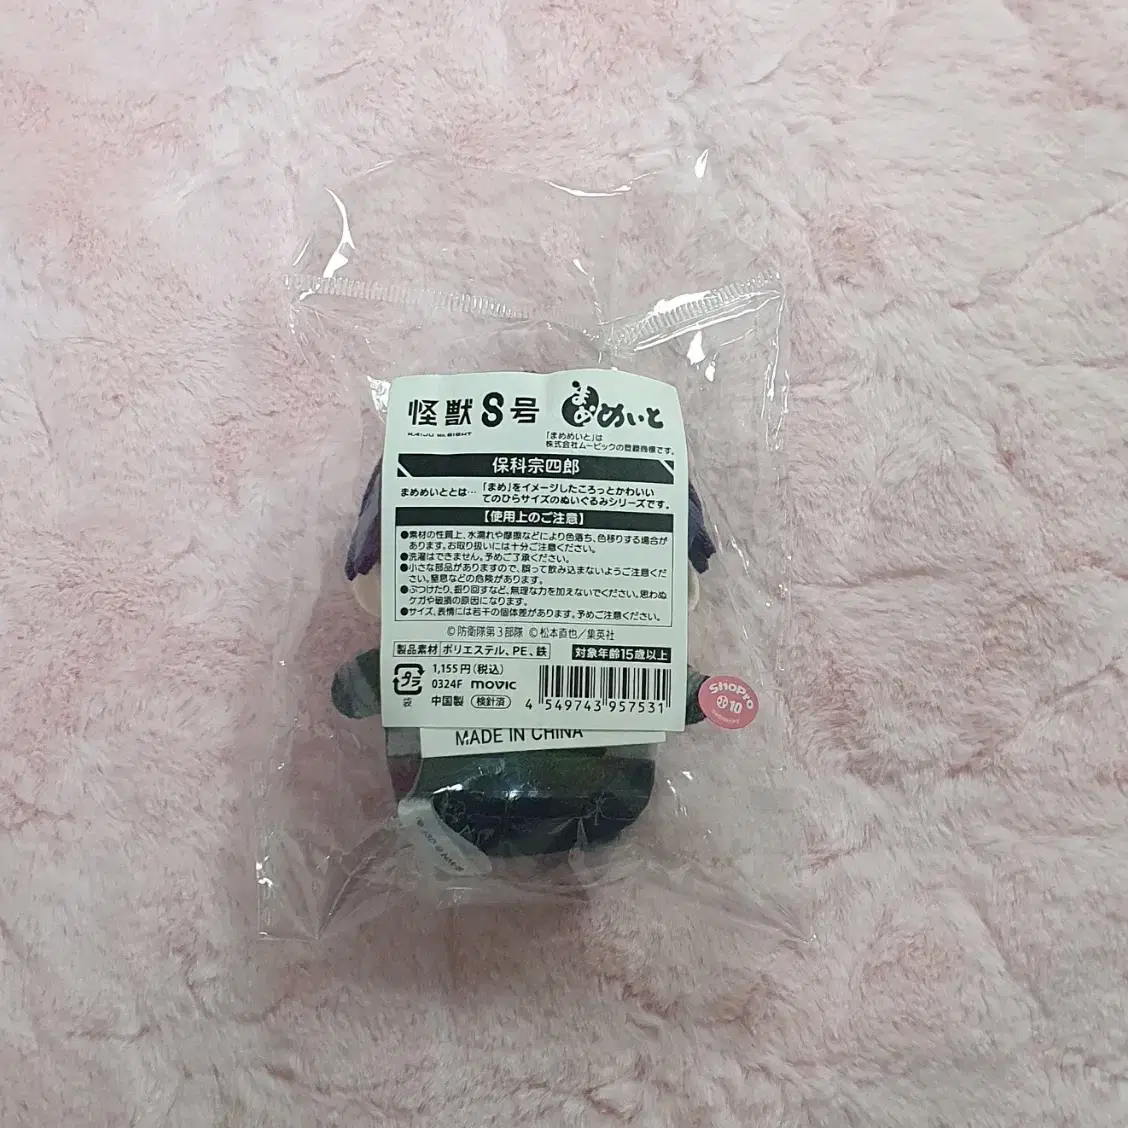 怪獣8号 まめめいと
KAIJU No.EIGHT
「まめめいと」は
株式会社ムービックの登録商標です。
保科宗四郎
まめめいととは… 「まめ」をイメージしたころっとかわいい
てのひらサイズのぬいぐるみシリーズです。
【使用上のご注意】
●素材の性質上、水濡れや摩擦などにより色落ち、色移りする場合が
あります。お取り扱いには十分ご注意ください。
●洗濯はできません。予めご了承ください。
●小さな部品がありますので、誤って飲み込まないようご注意くだ
さい。窒息などの危険があります。
●ぶつけたり、振り回すなど、無理な力を加えないでください。思わぬ
ケガや破損の原因になります。
●サイズ、表情には若干の個体差があります。予めご注意ください。
©防衛隊第3部隊 ©松本直也／集英社
製品素材 ポリエステル、PE、鉄 対象年齢15歳以上
プラ 1,155円(税込)
0324F movic
袋 中国製 検針済 4 549743 957531
ShoPro
10
MADE IN CHINA